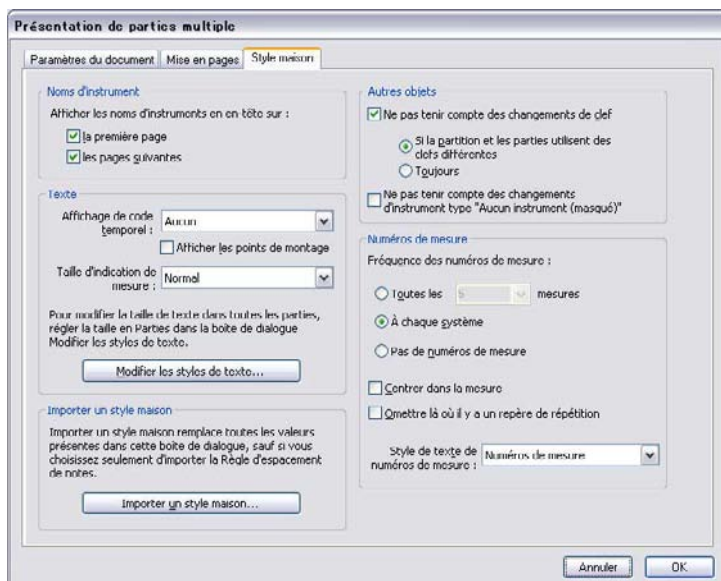 Présentation de parties multiple
Paramètres du document
Mise en pages
Style maison
Noms d'instrument
Afficher les noms d'instruments en en tête sur :
la première page
les pages suivantes
Texte
Affichage de code
temporel :
Aucun
Afficher les points de montage
Taille d'indication de
mesure :
Normal
Pour modifier la taille de texte dans toutes les parties,
régler la taille en Parties dans la boite de dialogue
Modifier les styles de texte.
Modifier les styles de texte...
Importer un style maison
Importer un style maison remplace toutes les valeurs
présentes dans cette boite de dialogue, sauf si vous
choisissez seulement d'importer la Règle d'espacement
de notes.
Importer un style maison...
Autres objets
Ne pas tenir compte des changements de clef
Si la partition et les parties utilisent des
clefs différentes
Toujours
Ne pas tenir compte des changements
d'instrument type "Aucun instrument (masqué)"
Numéros de mesure
Fréquence des numéros de mesure :
Toutes les 5 mesures
À chaque système
Pas de numéros de mesure
Centrer dans la mesure
Omettre là où il y a un repère de répétition
Style de texte de
numéros de mesure :
Numéros de mesure
Annuler
OK